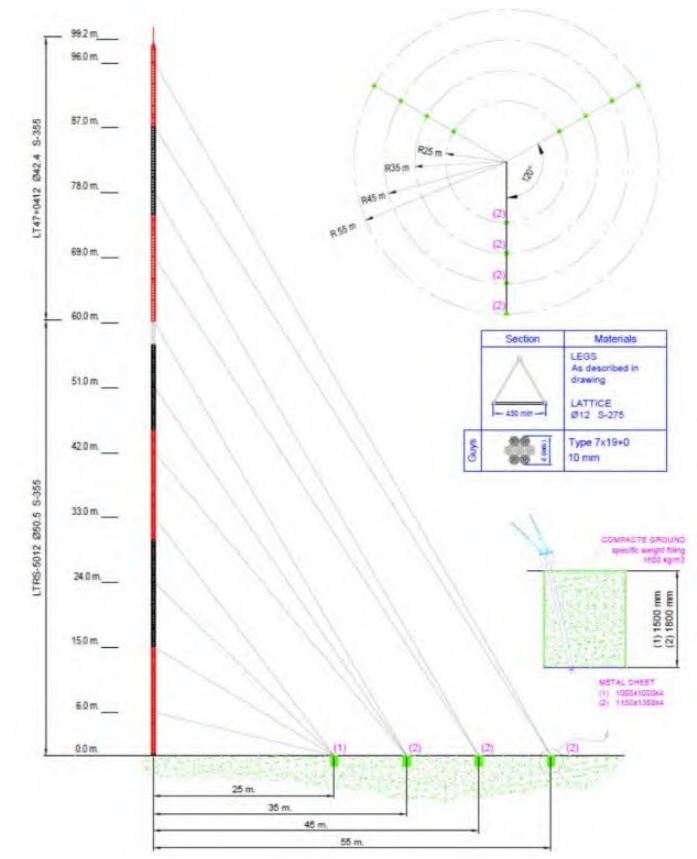 99.2 m.
96.0 m.
87.0 m.
78.0 m.
69.0 m.
60.0 m.
51.0 m.
42.0 m.
33.0 m.
24.0 m.
15.0 m.
6.0 m.
0.0 m.
LT47+0412 Ø42.4 S-355
LTRS-5012 Ø50.5 S-355
R25 m
R35 m
R45 m
R 55 m
120°
(2)
(2)
(2)
(2)
Section
Materials
LEGS
As described in
drawing
LATTICE
Ø12 S-275
430 mm
Guys
Type 7x19+0
10 mm
COMPACTE GROUND
specific weight filling
1600 kg/m3
(1) 1500 mm
(2) 1800 mm
METAL SHEET
(1) 1000x1000x4
(1)
(2)
(2)
(2)
25 m.
35 m.
45 m.
55 m.